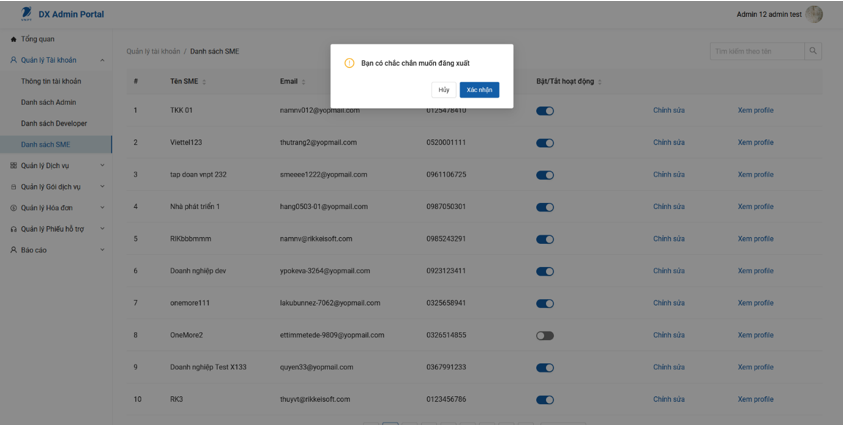 VNPT DX Admin Portal
Admin 12 admin test
Tổng quan
Quản lý Tài khoản
Thông tin tài khoản
Danh sách Admin
Danh sách Developer
Danh sách SME
Quản lý Dịch vụ
Quản lý Gói dịch vụ
Quản lý Hóa đơn
Quản lý Phiếu hỗ trợ
Báo cáo
Quản lý tài khoản / Danh sách SME
Tìm kiếm theo tên
Bạn có chắc chắn muốn đăng xuất
Hủy Xác nhận
# Tên SME Email Bật/Tắt hoạt động
1 TKK 01 namnv012@yopmail.com 0125478410 Chỉnh sửa Xem profile
2 Viettel123 thutrang2@yopmail.com 0520001111 Chỉnh sửa Xem profile
3 tap doan vnpt 232 smeeee1222@yopmail.com 0961106725 Chỉnh sửa Xem profile
4 Nhà phát triển 1 hang0503-01@yopmail.com 0987050301 Chỉnh sửa Xem profile
5 RIKbbbmmm namnv@rikkeisoft.com 0985243291 Chỉnh sửa Xem profile
6 Doanh nghiệp dev ypokeva-3264@yopmail.com 0923123411 Chỉnh sửa Xem profile
7 onemore111 lakubunnez-7062@yopmail.com 0325658941 Chỉnh sửa Xem profile
8 OneMore2 ettimmetede-9809@yopmail.com 0326514855 Chỉnh sửa Xem profile
9 Doanh nghiệp Test X133 quyen33@yopmail.com 0367991233 Chỉnh sửa Xem profile
10 RK3 thuyvt@rikkeisoft.com 0123456786 Chỉnh sửa Xem profile